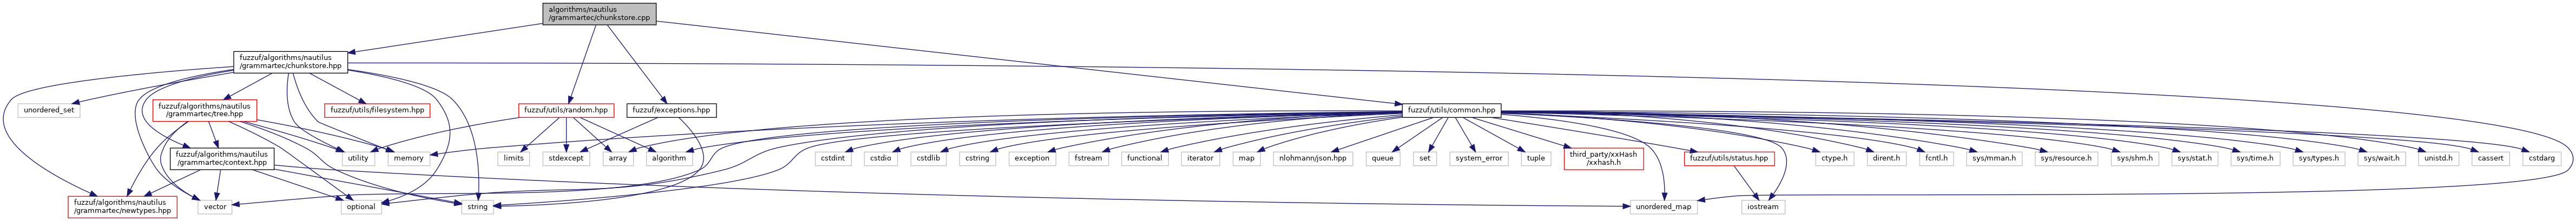 algorithms/nautilus
/grammartec/chunkstore.cpp
fuzzuf/algorithms/nautilus
/grammartec/chunkstore.hpp
unordered_set
fuzzuf/algorithms/nautilus
/grammartec/tree.hpp
fuzzuf/utils/filesystem.hpp
fuzzuf/utils/random.hpp
fuzzuf/exceptions.hpp
fuzzuf/utils/common.hpp
fuzzuf/algorithms/nautilus
/grammartec/context.hpp
utility
memory
limits
stdexcept
array
algorithm
cstdint
cstdio
cstdlib
cstring
exception
fstream
functional
iterator
map
nlohmann/json.hpp
queue
set
system_error
tuple
third_party/xxHash
/xxhash.h
fuzzuf/utils/status.hpp
ctype.h
dirent.h
fcntl.h
sys/mman.h
sys/resource.h
sys/shm.h
sys/stat.h
sys/time.h
sys/types.h
sys/wait.h
unistd.h
cassert
cstdarg
fuzzuf/algorithms/nautilus
/grammartec/newtypes.hpp
vector
optional
string
unordered_map
iostream